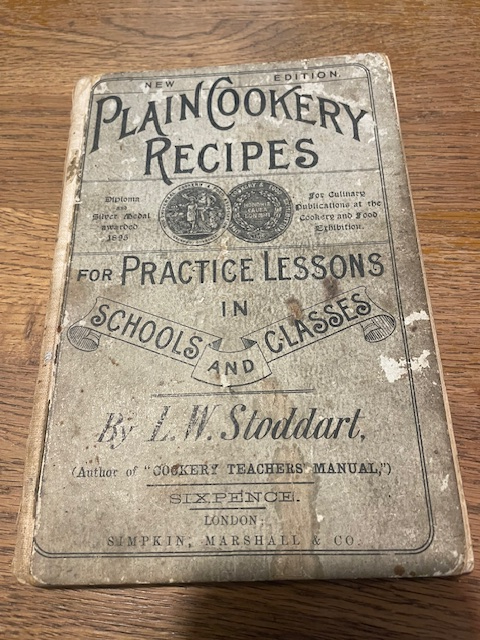 NEW EDITION.
PLAIN COOKERY
RECIPES
Diploma
and
Silver Medal
awarded
1895
For Culinary
Publications at the
Cookery and Food
Exhibition.
FOR PRACTICE LESSONS
IN
SCHOOLS
AND
CLASSES
By L. W. Stoddart,
(Author of "COOKERY TEACHERS' MANUAL,")
SIXPENCE.
LONDON:
SIMPKIN, MARSHALL & CO.